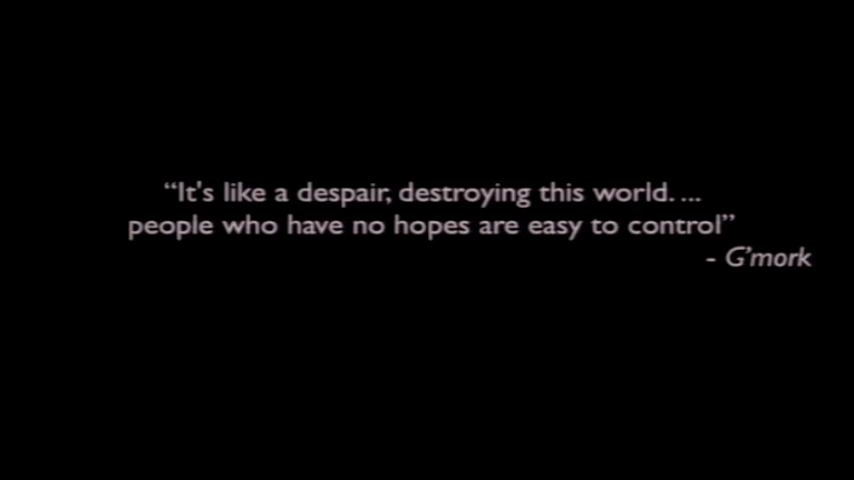 “It's like a despair, destroying this world. ...
people who have no hopes are easy to control”
- G’mork